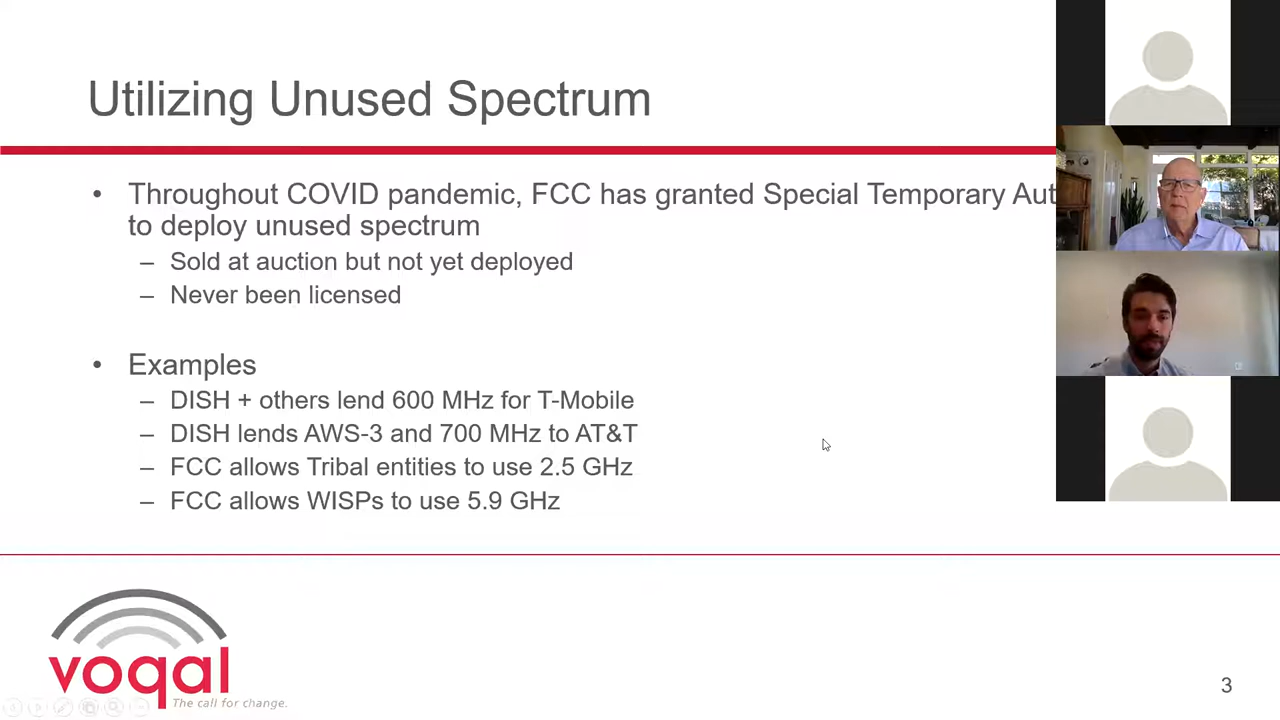 Utilizing Unused Spectrum
• Throughout COVID pandemic, FCC has granted Special Temporary Aut
to deploy unused spectrum
– Sold at auction but not yet deployed
– Never been licensed
• Examples
– DISH + others lend 600 MHz for T-Mobile
– DISH lends AWS-3 and 700 MHz to AT&T
– FCC allows Tribal entities to use 2.5 GHz
– FCC allows WISPs to use 5.9 GHz
voqal
The call for change.
3